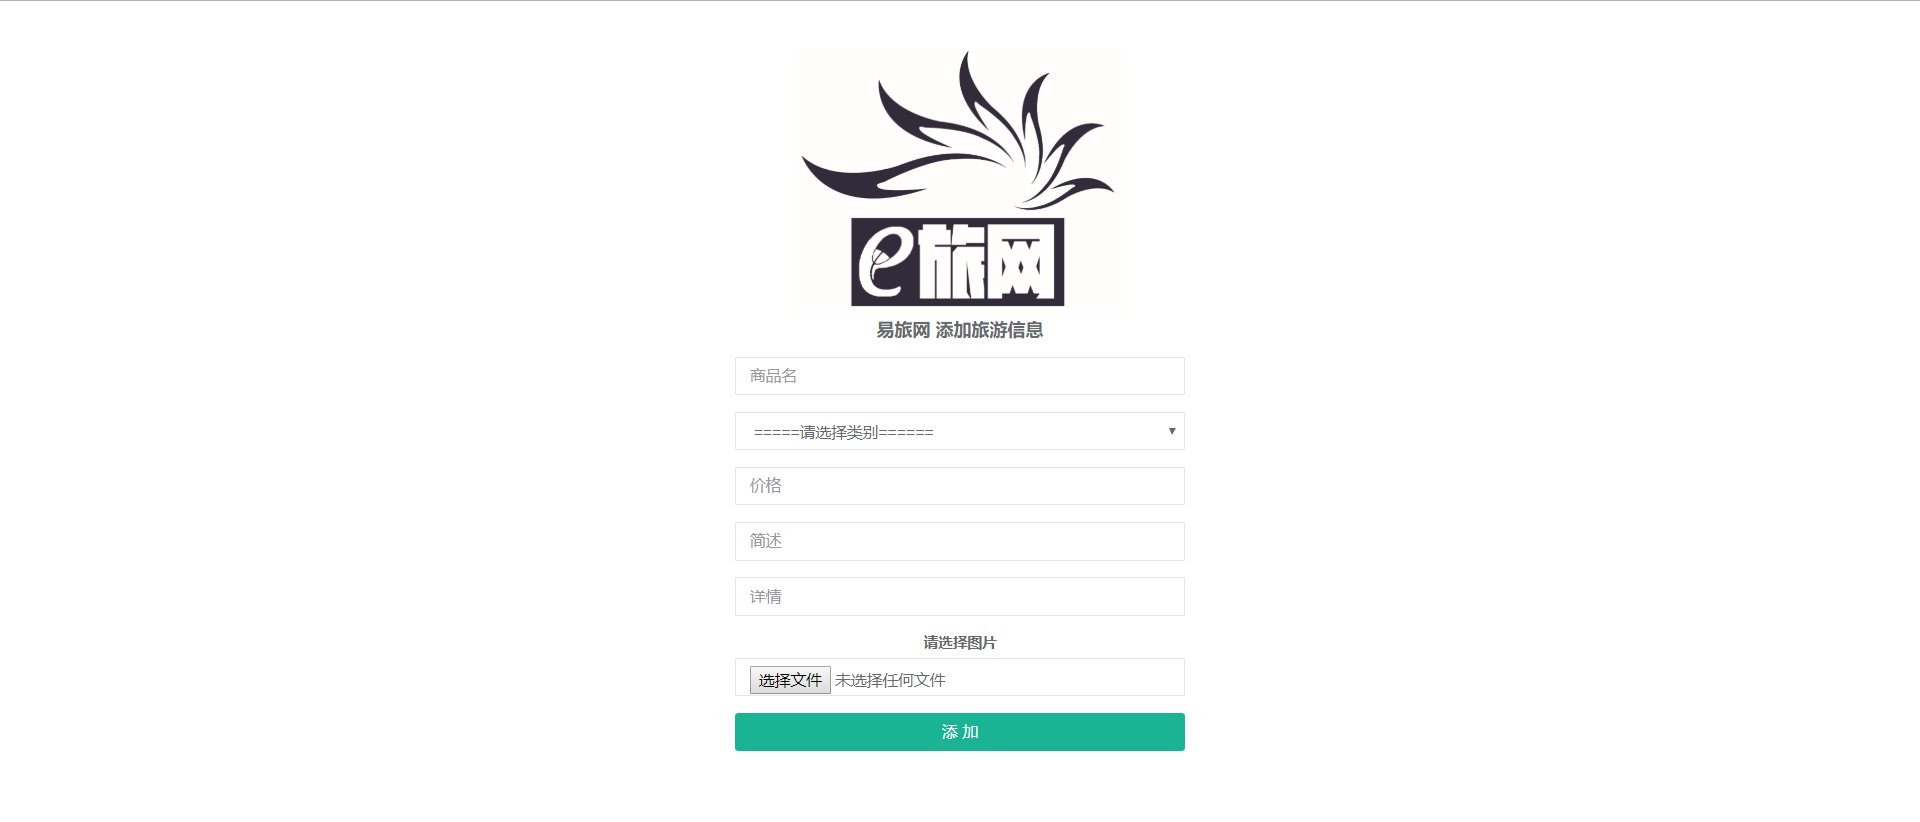 e旅网
易旅网 添加旅游信息
商品名
=====请选择类别======
价格
简述
详情
请选择图片
选择文件 未选择任何文件
添 加